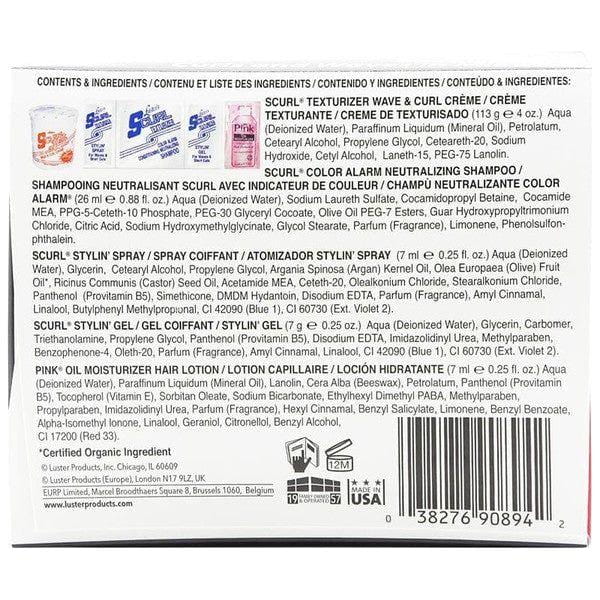 CONTENTS & INGREDIENTS / CONTENU ET LISTE DES INGREDIENTS / CONTENIDO Y INGREDIENTES / CONTEÚDO & INGREDIENTES/
SCURL® TEXTURIZER WAVE & CURL CRÈME / CRÈME
TEXTURANTE / CREME DE TEXTURISADO (113 g ℮ 4 oz.) Aqua
(Deionized Water), Paraffinum Liquidum (Mineral Oil), Petrolatum,
Cetearyl Alcohol, Propylene Glycol, Ceteareth-20, Sodium
Hydroxide, Cetyl Alcohol, Laneth-15, PEG-75 Lanolin.
SCURL
STYLIN'
SPRAY
SCURL
SCURL
STYLIN'
GEL
Pink
SCURL® COLOR ALARM NEUTRALIZING SHAMPOO /
SHAMPOOING NEUTRALISANT SCURL AVEC INDICATEUR DE COULEUR / CHAMPÚ NEUTRALIZANTE COLOR
ALARM® (26 ml ℮ 0.88 fl. oz.) Aqua (Deionized Water), Sodium Laureth Sulfate, Cocamidopropyl Betaine, Cocamide
MEA, PPG-5-Ceteth-10 Phosphate, PEG-30 Glyceryl Cocoate, Olive Oil PEG-7 Esters, Guar Hydroxypropyltrimonium
Chloride, Citric Acid, Sodium Hydroxymethylglycinate, Glycol Stearate, Parfum (Fragrance), Limonene, Phenolsulfon-
phthalein.
SCURL® STYLIN' SPRAY / SPRAY COIFFANT / ATOMIZADOR STYLIN' SPRAY (7 ml ℮ 0.25 fl. oz.) Aqua (Deionized
Water), Glycerin, Cetearyl Alcohol, Propylene Glycol, Argania Spinosa (Argan) Kernel Oil, Olea Europaea (Olive) Fruit
Oil*, Ricinus Communis (Castor) Seed Oil, Acetamide MEA, Ceteth-20, Olealkonium Chloride, Stearalkonium Chloride,
Panthenol (Provitamin B5), Simethicone, DMDM Hydantoin, Disodium EDTA, Parfum (Fragrance), Amyl Cinnamal,
Linalool, Butylphenyl Methylpropional, CI 42090 (Blue 1), CI 60730 (Ext. Violet 2).
SCURL® STYLIN' GEL / GEL COIFFANT / STYLIN' GEL (7 g ℮ 0.25 oz.) Aqua (Deionized Water), Glycerin, Carbomer,
Triethanolamine, Propylene Glycol, Panthenol (Provitamin B5), Disodium EDTA, Imidazolidinyl Urea, Methylparaben,
Benzophenone-4, Oleth-20, Parfum (Fragrance), Amyl Cinnamal, Linalool, CI 42090 (Blue 1), CI 60730 (Ext. Violet 2).
PINK® OIL MOISTURIZER HAIR LOTION / LOTION CAPILLAIRE / LOCIÓN HIDRATANTE (7 ml ℮ 0.25 fl. oz.) Aqua
(Deionized Water), Paraffinum Liquidum (Mineral Oil), Lanolin, Cera Alba (Beeswax), Petrolatum, Panthenol (Provitamin
B5), Tocopherol (Vitamin E), Sorbitan Oleate, Sodium Bicarbonate, Ethylhexyl Dimethyl PABA, Methylparaben,
Propylparaben, Imidazolidinyl Urea, Parfum (Fragrance), Hexyl Cinnamal, Benzyl Salicylate, Limonene, Benzyl Benzoate,
Alpha-Isomethyl Ionone, Linalool, Geraniol, Citronellol, Benzyl Alcohol,
CI 17200 (Red 33).
*Certified Organic Ingredient
© Luster Products, Inc. Chicago, IL 60609
© Luster Products (Europe), London N17 9LZ, UK
EURP Limited, Marcel Broodthaers Square 8, Brussels 1060, Belgium
www.lusterproducts.com
12M
19 FAMILY OWNED & OPERATED 57
MADE IN
USA
0 38276 90894 2